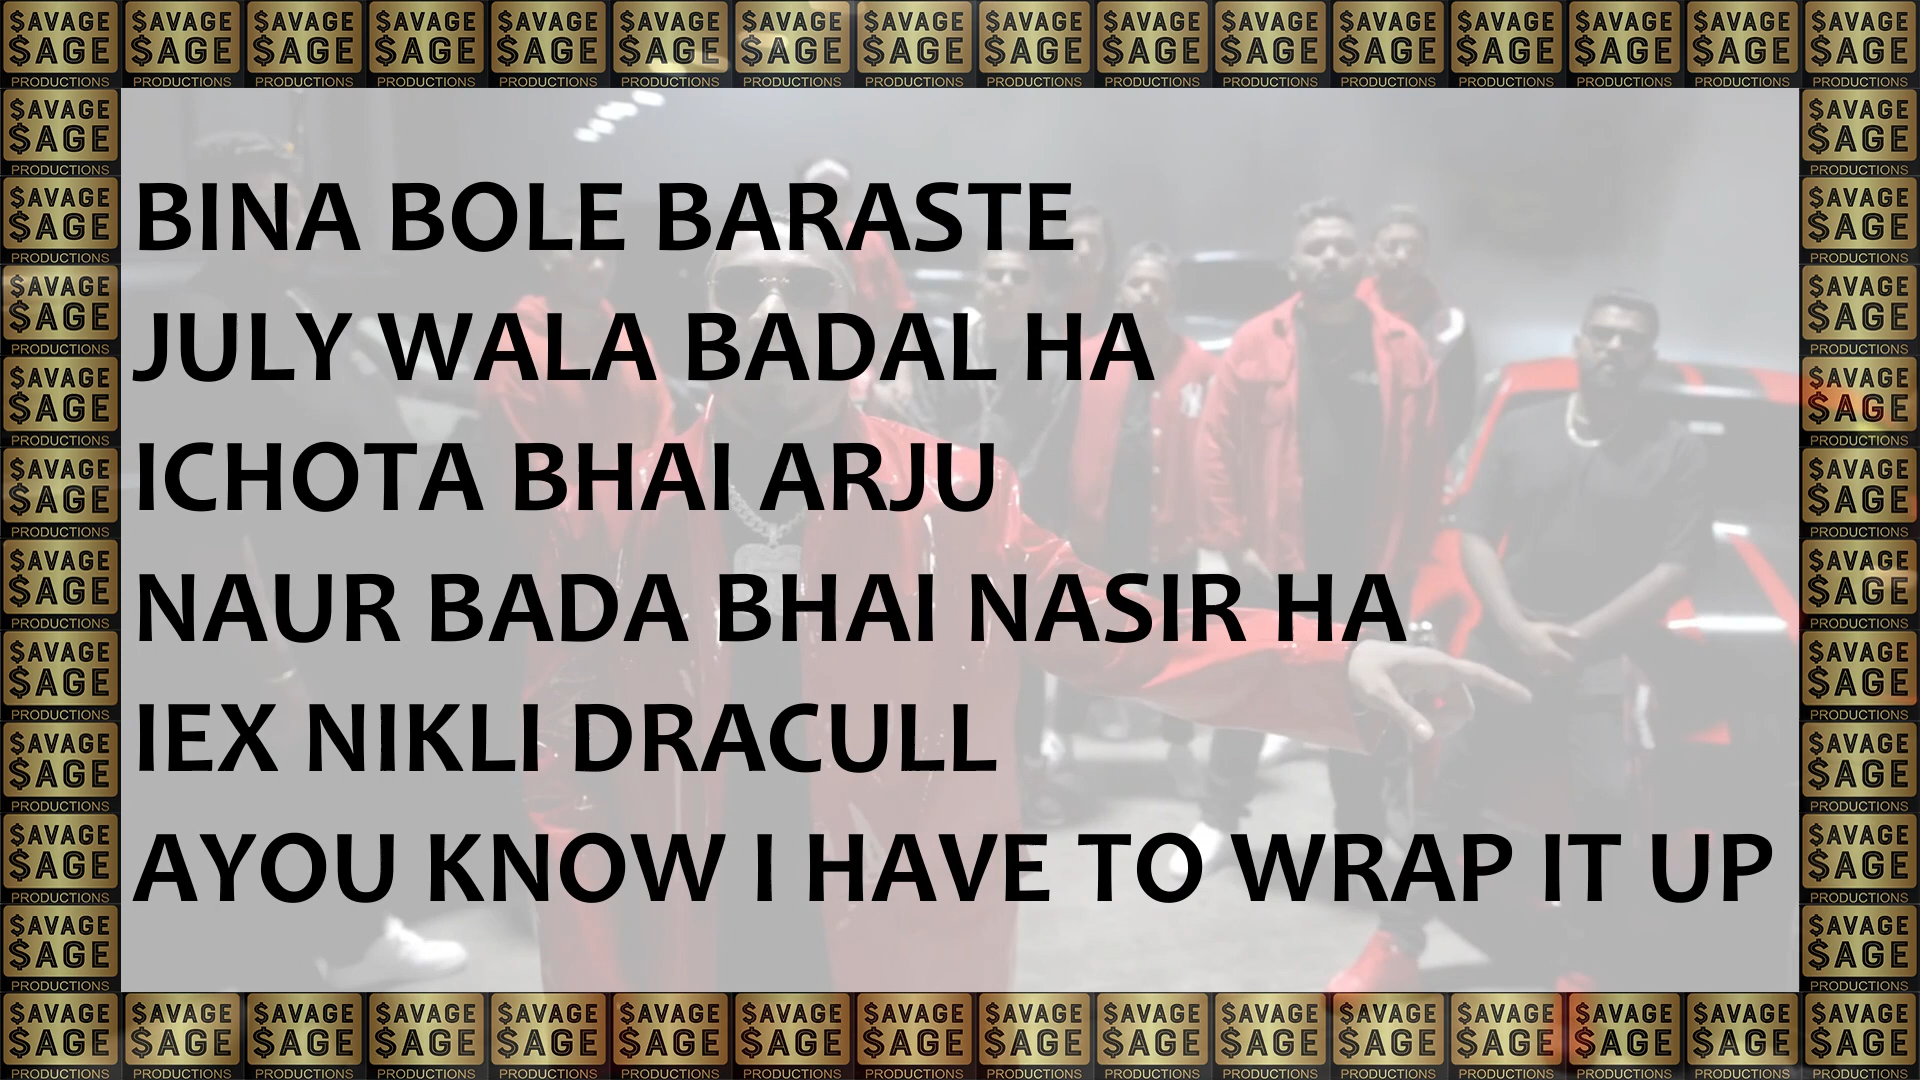 BINA BOLE BARASTE
JULY WALA BADAL HA
ICHOTA BHAI ARJU
NAUR BADA BHAI NASIR HA
IEX NIKLI DRACULL
AYOU KNOW I HAVE TO WRAP IT UP
$AVAGE
$AGE
PRODUCTIONS